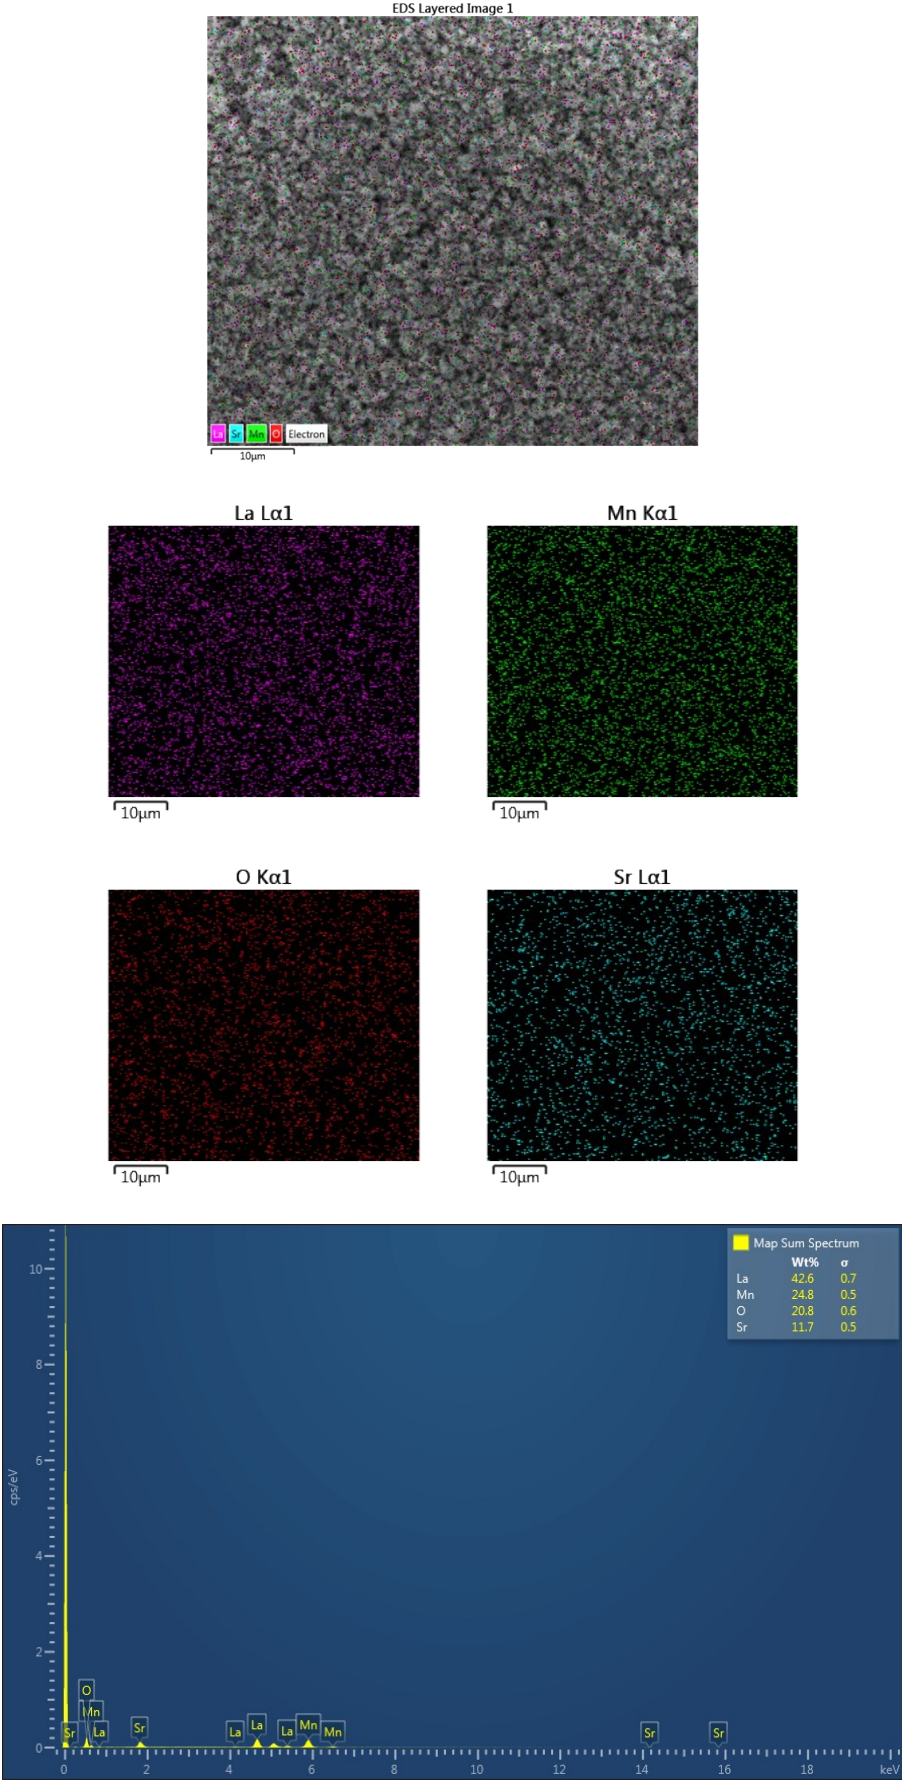 EDS Layered Image 1
La Sr Mn O Electron
10µm
La Lα1
Mn Kα1
10µm
10µm
O Kα1
Sr Lα1
10µm
10µm
Map Sum Spectrum
Wt% σ
La 42.6 0.7
Mn 24.8 0.5
O 20.8 0.6
Sr 11.7 0.5
10
8
6
cps/eV
4
2
O
Mn
Sr La Sr La La La Mn Mn Sr Sr
0
0 2 4 6 8 10 12 14 16 18 keV